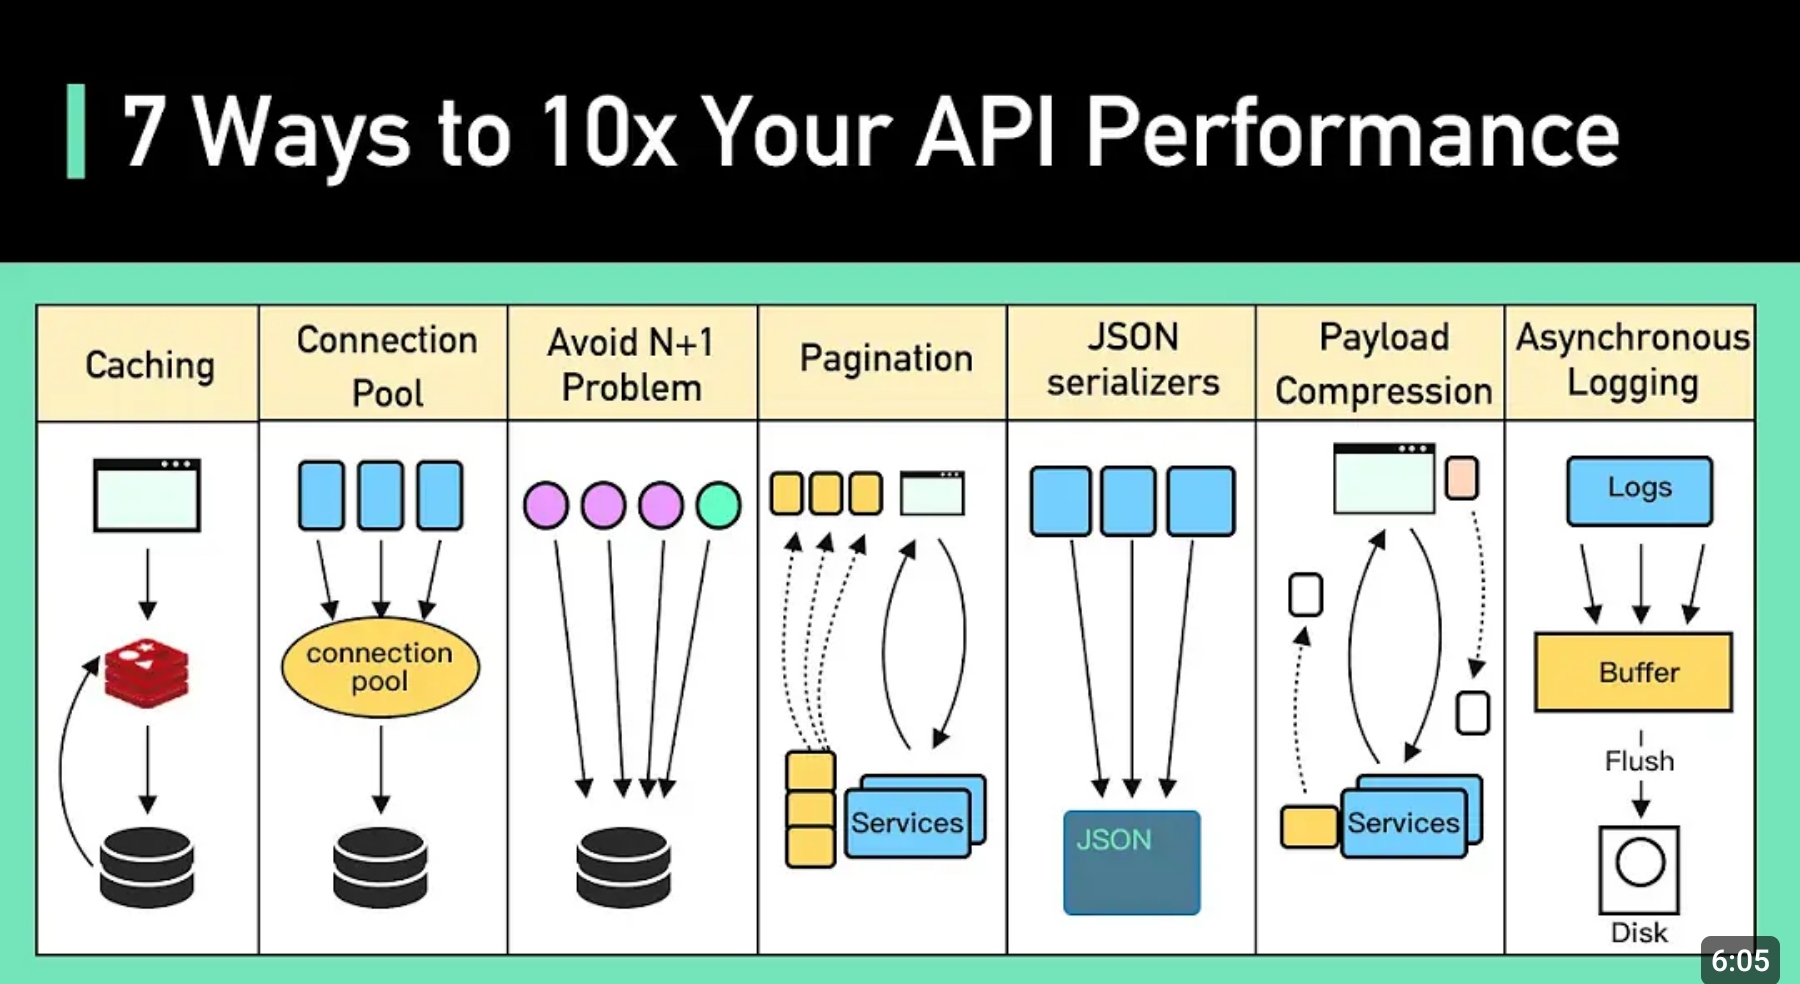 7 Ways to 10x Your API Performance
Caching
Connection
Pool
Avoid N+1
Problem
Pagination
JSON
serializers
Payload
Compression
Asynchronous
Logging
connection
pool
Services
JSON
Services
Logs
Buffer
Flush
Disk
6:05